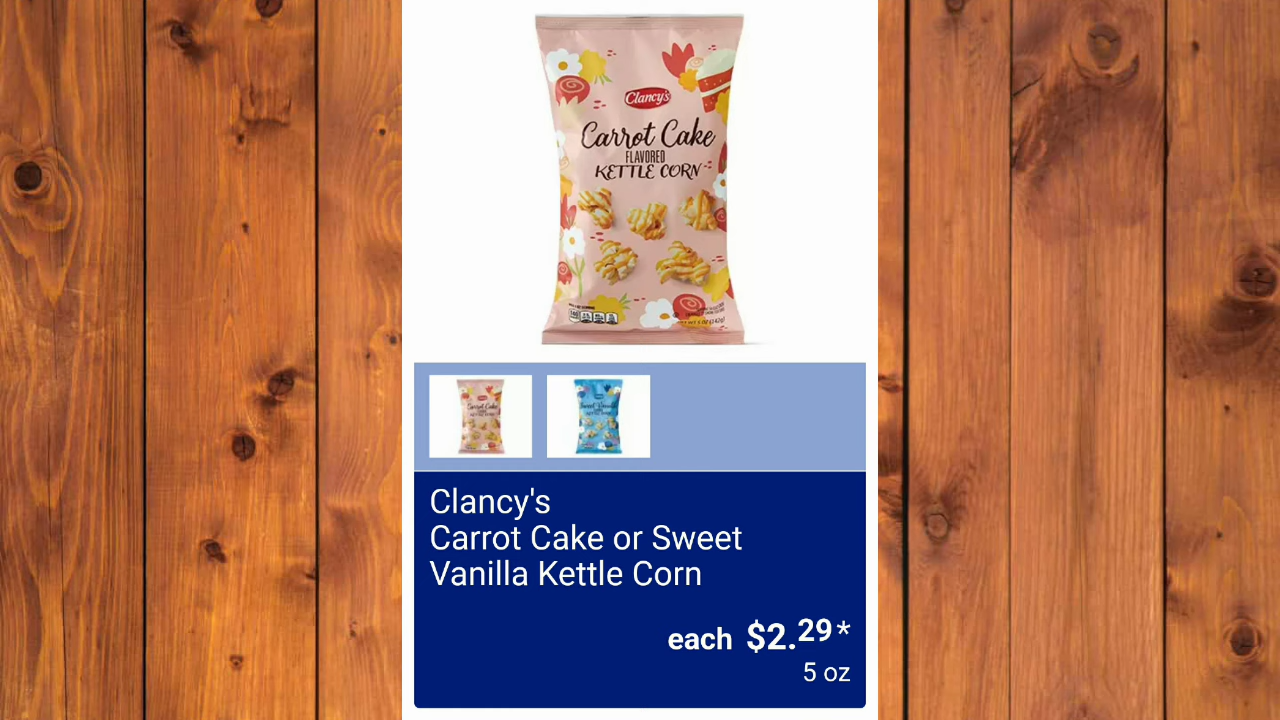 Clancy's
Carrot Cake
FLAVORED
KETTLE CORN
Clancy's
Carrot Cake or Sweet
Vanilla Kettle Corn
each $2.29*
5 oz